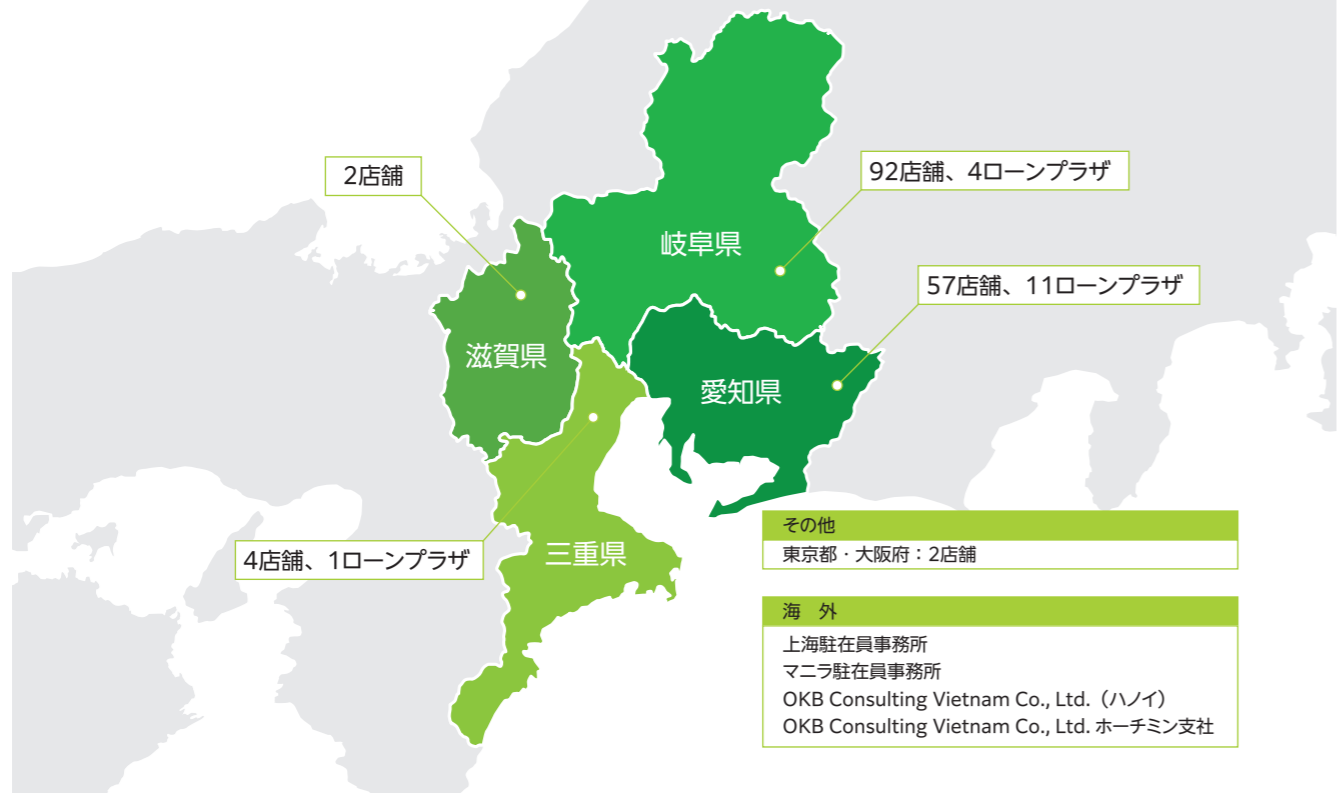 2店舗
92店舗、4ローンプラザ
岐阜県
57店舗、11ローンプラザ
滋賀県
愛知県
4店舗、1ローンプラザ
三重県
その他
東京都・大阪府：2店舗
海　外
上海駐在員事務所
マニラ駐在員事務所
OKB Consulting Vietnam Co., Ltd.（ハノイ）
OKB Consulting Vietnam Co., Ltd. ホーチミン支社